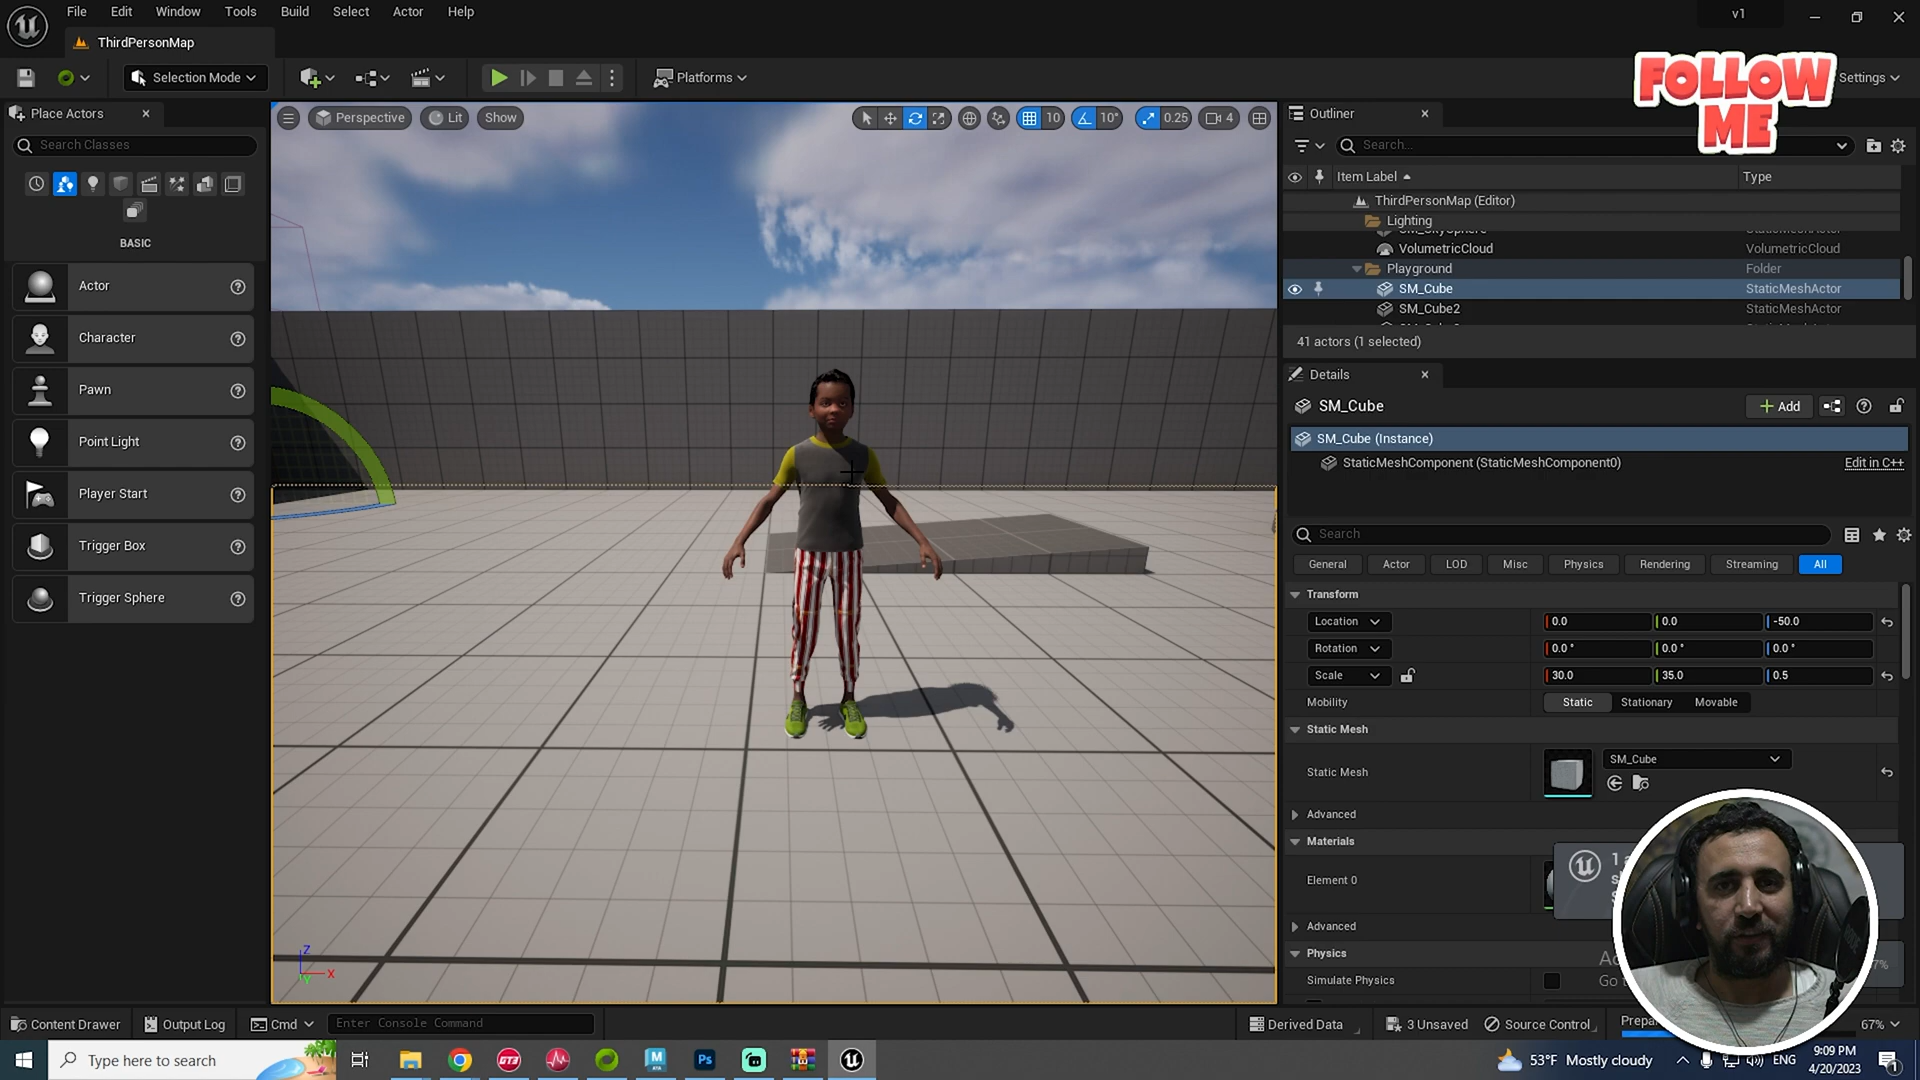 File Edit Window Tools Build Select Actor Help
v1
ThirdPersonMap
Selection Mode
Platforms
Settings
FOLLOW
ME
Place Actors
Search Classes
BASIC
Actor
Character
Pawn
Point Light
Player Start
Trigger Box
Trigger Sphere
Perspective Lit Show
10 10° 0.25 4
Z
X
Y
Outliner
Search...
Item Label Type
ThirdPersonMap (Editor)
Lighting
VolumetricCloud VolumetricCloud
Playground Folder
SM_Cube StaticMeshActor
SM_Cube2 StaticMeshActor
41 actors (1 selected)
Details
SM_Cube
Add
SM_Cube (Instance)
StaticMeshComponent (StaticMeshComponent0) Edit in C++
Search
General Actor LOD Misc Physics Rendering Streaming All
Transform
Location 0.0 0.0 -50.0
Rotation 0.0° 0.0° 0.0°
Scale 30.0 35.0 0.5
Mobility Static Stationary Movable
Static Mesh
Static Mesh SM_Cube
Advanced
Materials
Element 0
Advanced
Physics
Simulate Physics
Content Drawer Output Log Cmd Enter Console Command
Derived Data 3 Unsaved Source Control 67%
Type here to search
GT3
M
Ps
53°F Mostly cloudy ENG
9:09 PM
4/20/2023
1